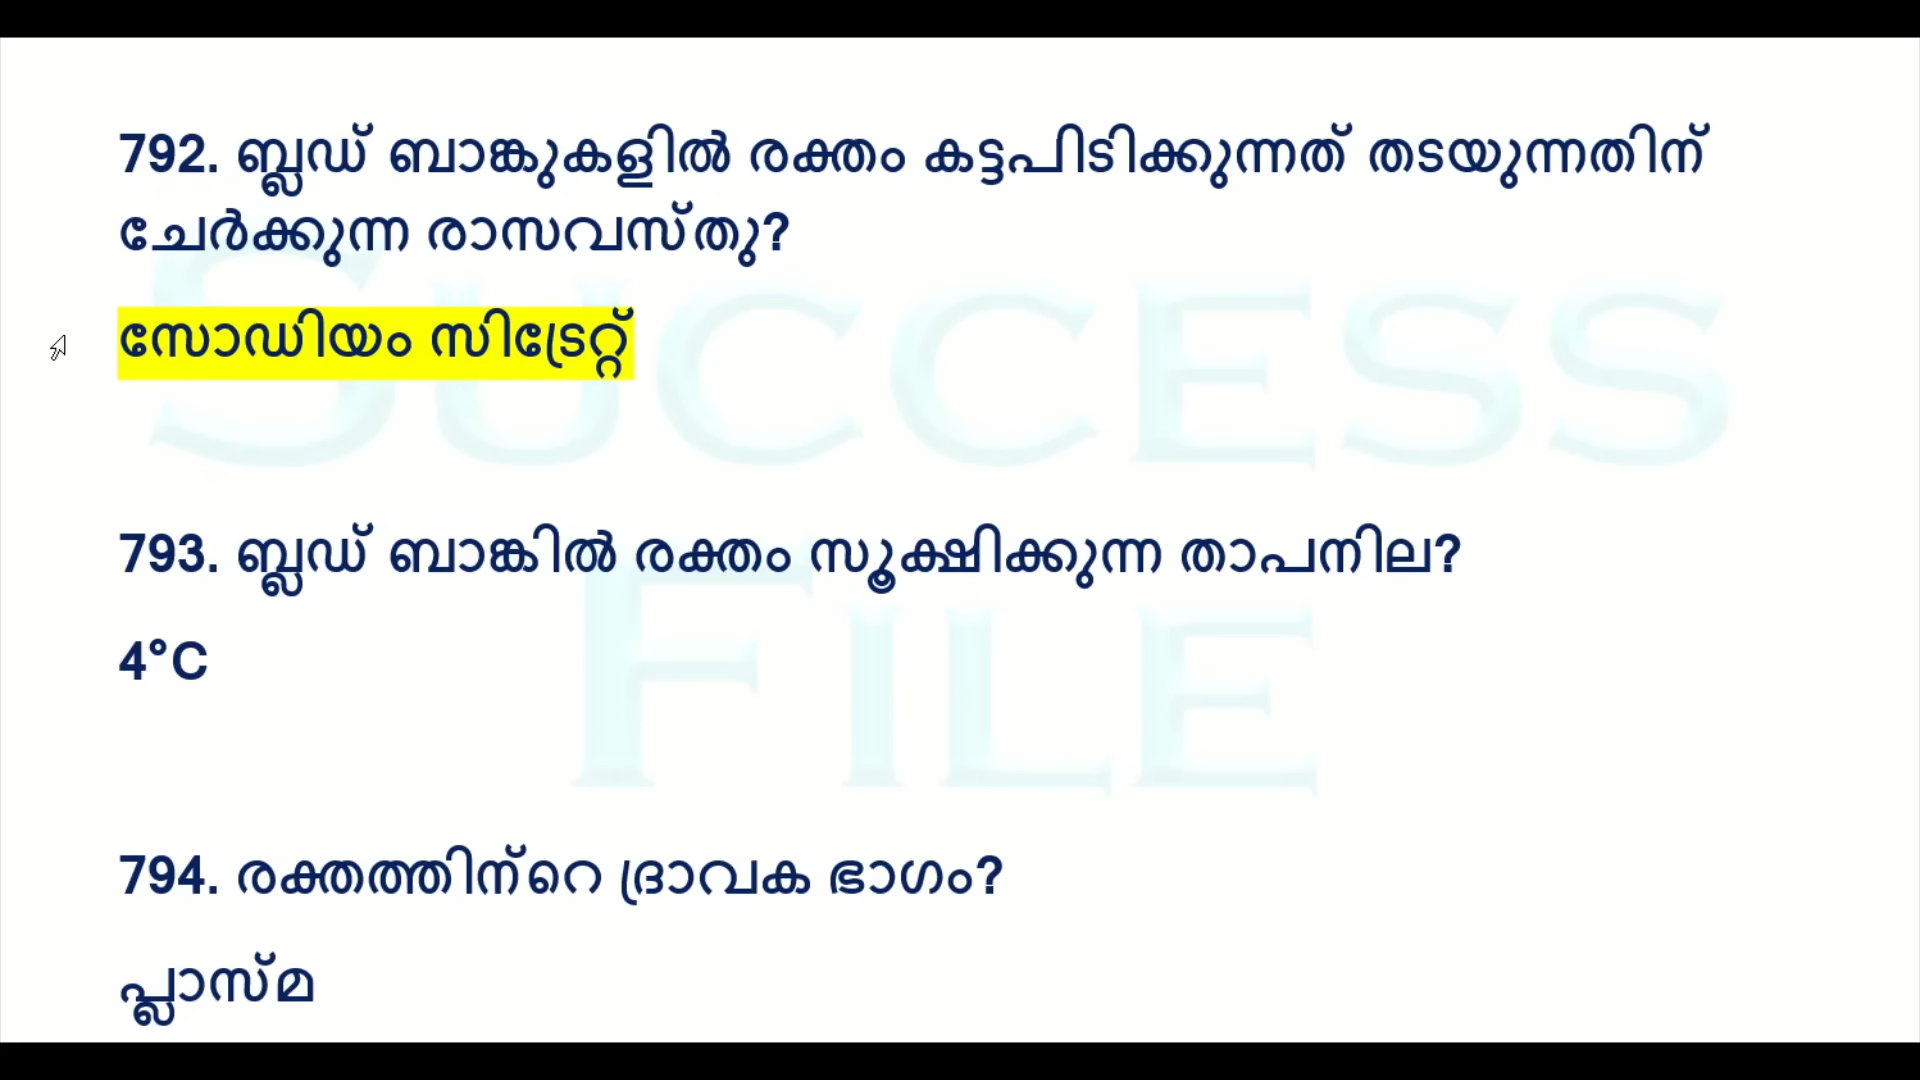 792. ബ്ലഡ് ബാങ്കുകളിൽ രക്തം കട്ടപിടിക്കുന്നത് തടയുന്നതിന്
ചേർക്കുന്ന രാസവസ്തു?
സോഡിയം സിട്രേറ്റ്
793. ബ്ലഡ് ബാങ്കിൽ രക്തം സൂക്ഷിക്കുന്ന താപനില?
4°C
794. രക്തത്തിന്റെ ദ്രാവക ഭാഗം?
പ്ലാസ്മ
SUCCESS
FILE